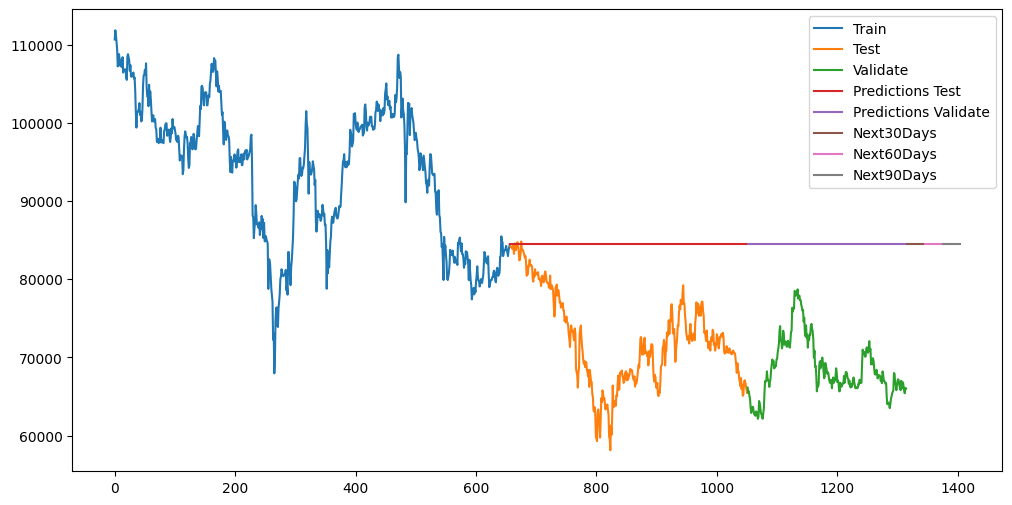 110000
100000
90000
80000
70000
60000
0
200
400
600
800
1000
1200
1400
Train
Test
Validate
Predictions Test
Predictions Validate
Next30Days
Next60Days
Next90Days